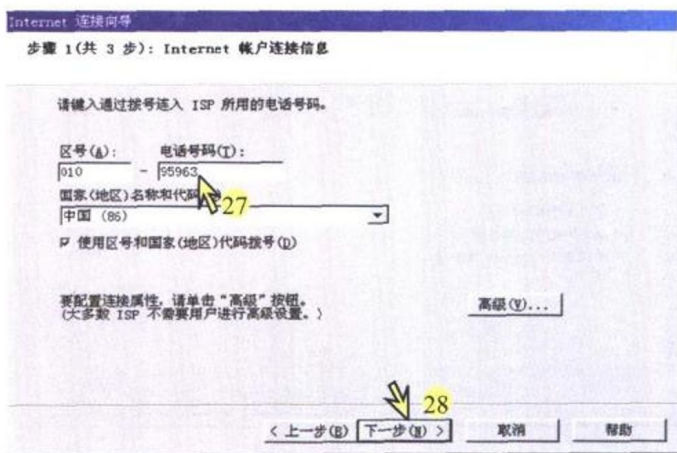 Internet 连接向导
步骤 1(共 3 步): Internet 帐户连接信息
请键入通过拨号连入 ISP 所用的电话号码。
区号(A): 电话号码(T):
010 - 95963
27
国家(地区)名称和代码
中国 (86)
使用区号和国家(地区)代码拨号(D)
要配置连接属性，请单击“高级”按钮。
(大多数 ISP 不需要用户进行高级设置。)
高级(V)...
28
< 上一步(B) 下一步(N) > 取消 帮助